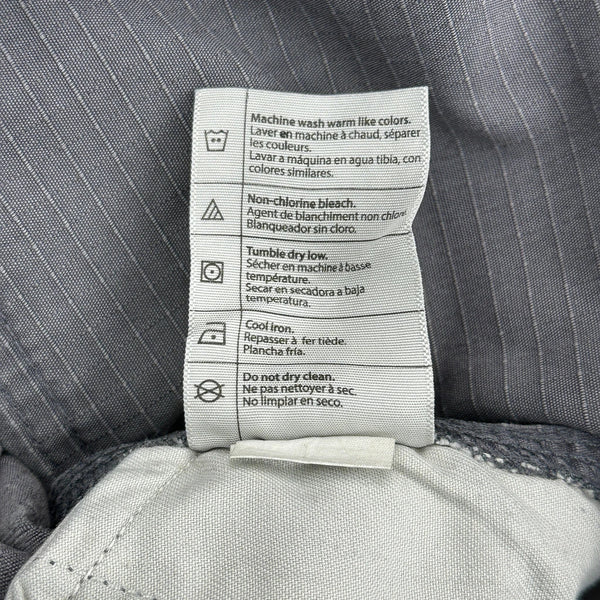 Machine wash warm like colors.
Laver en machine à chaud, séparer
les couleurs.
Lavar a máquina en agua tibia, con
colores similares.
Non-chlorine bleach.
Agent de blanchiment non chlor
Blanqueador sin cloro.
Tumble dry low.
Sécher en machine à basse
température.
Secar en secadora a baja
temperatura.
Cool iron.
Repasser à fer tiède.
Plancha fría.
Do not dry clean.
Ne pas nettoyer à sec.
No limpiar en seco.